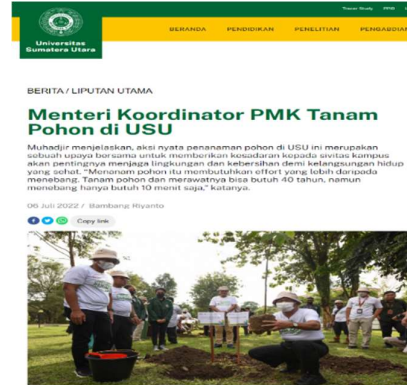 Tracer Study PPID
Universitas
Sumatera Utara
BERANDA PENDIDIKAN PENELITIAN PENGABDIAN
BERITA / LIPUTAN UTAMA
Menteri Koordinator PMK Tanam
Pohon di USU
Muhadjir menjelaskan, aksi nyata penanaman pohon di USU ini merupakan
sebuah upaya bersama untuk memberikan kesadaran kepada sivitas kampus
akan pentingnya menjaga lingkungan dan kebersihan demi kelangsungan hidup
yang sehat. "Menanam pohon itu membutuhkan effort yang lebih daripada
menebang. Tanam pohon dan merawatnya bisa butuh 40 tahun, namun
menebang hanya butuh 10 menit saja," katanya.
06 Juli 2022 / Bambang Riyanto
Copy link